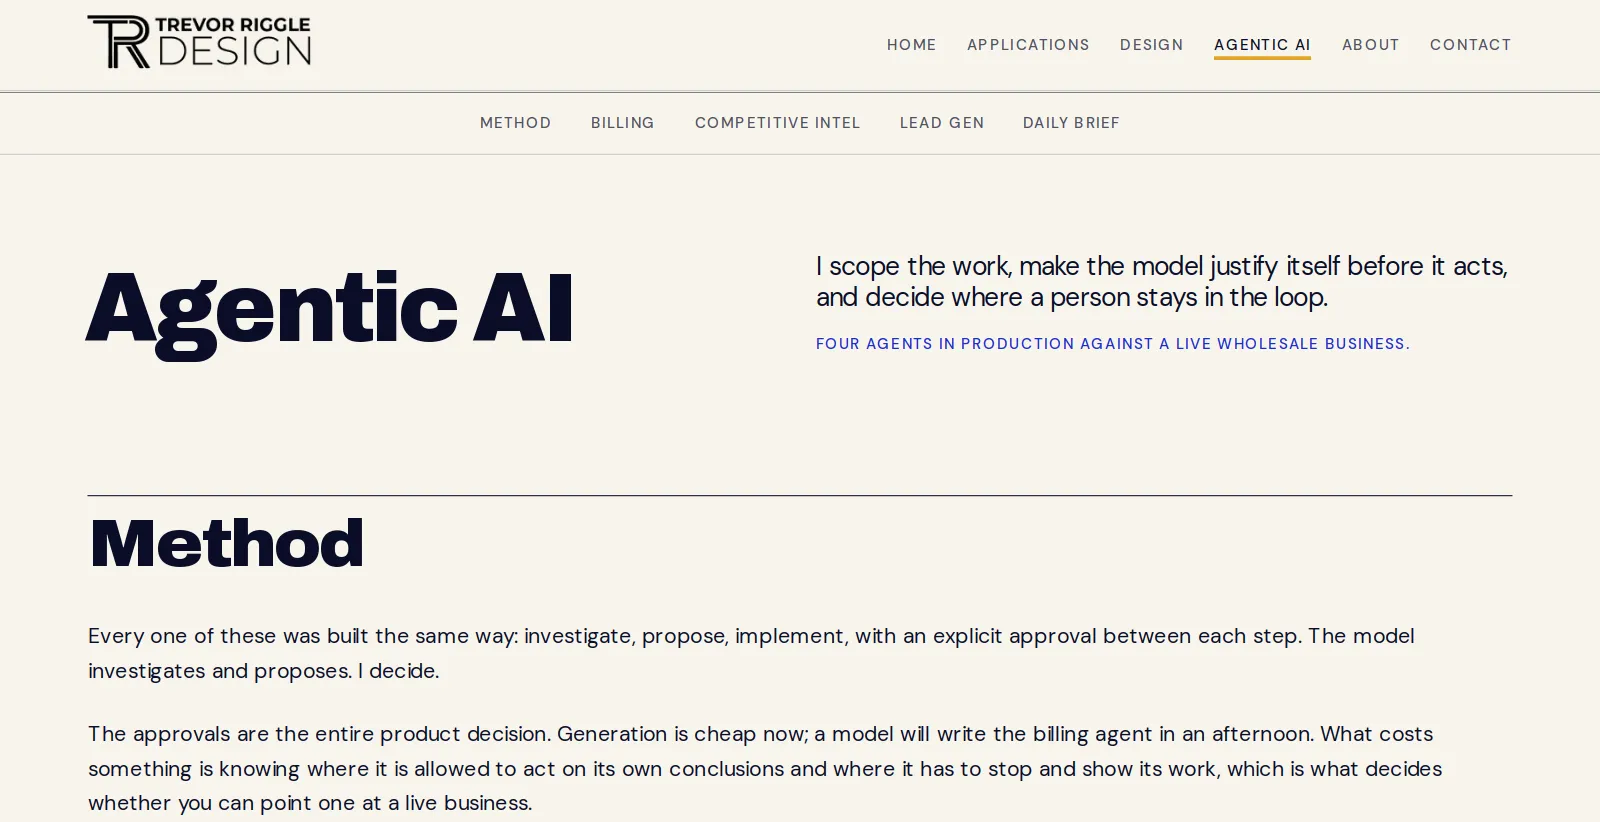 TREVOR RIGGLE
DESIGN
HOME APPLICATIONS DESIGN AGENTIC AI ABOUT CONTACT
METHOD BILLING COMPETITIVE INTEL LEAD GEN DAILY BRIEF
Agentic AI
I scope the work, make the model justify itself before it acts,
and decide where a person stays in the loop.
FOUR AGENTS IN PRODUCTION AGAINST A LIVE WHOLESALE BUSINESS.
Method
Every one of these was built the same way: investigate, propose, implement, with an explicit approval between each step. The model
investigates and proposes. I decide.
The approvals are the entire product decision. Generation is cheap now; a model will write the billing agent in an afternoon. What costs
something is knowing where it is allowed to act on its own conclusions and where it has to stop and show its work, which is what decides
whether you can point one at a live business.